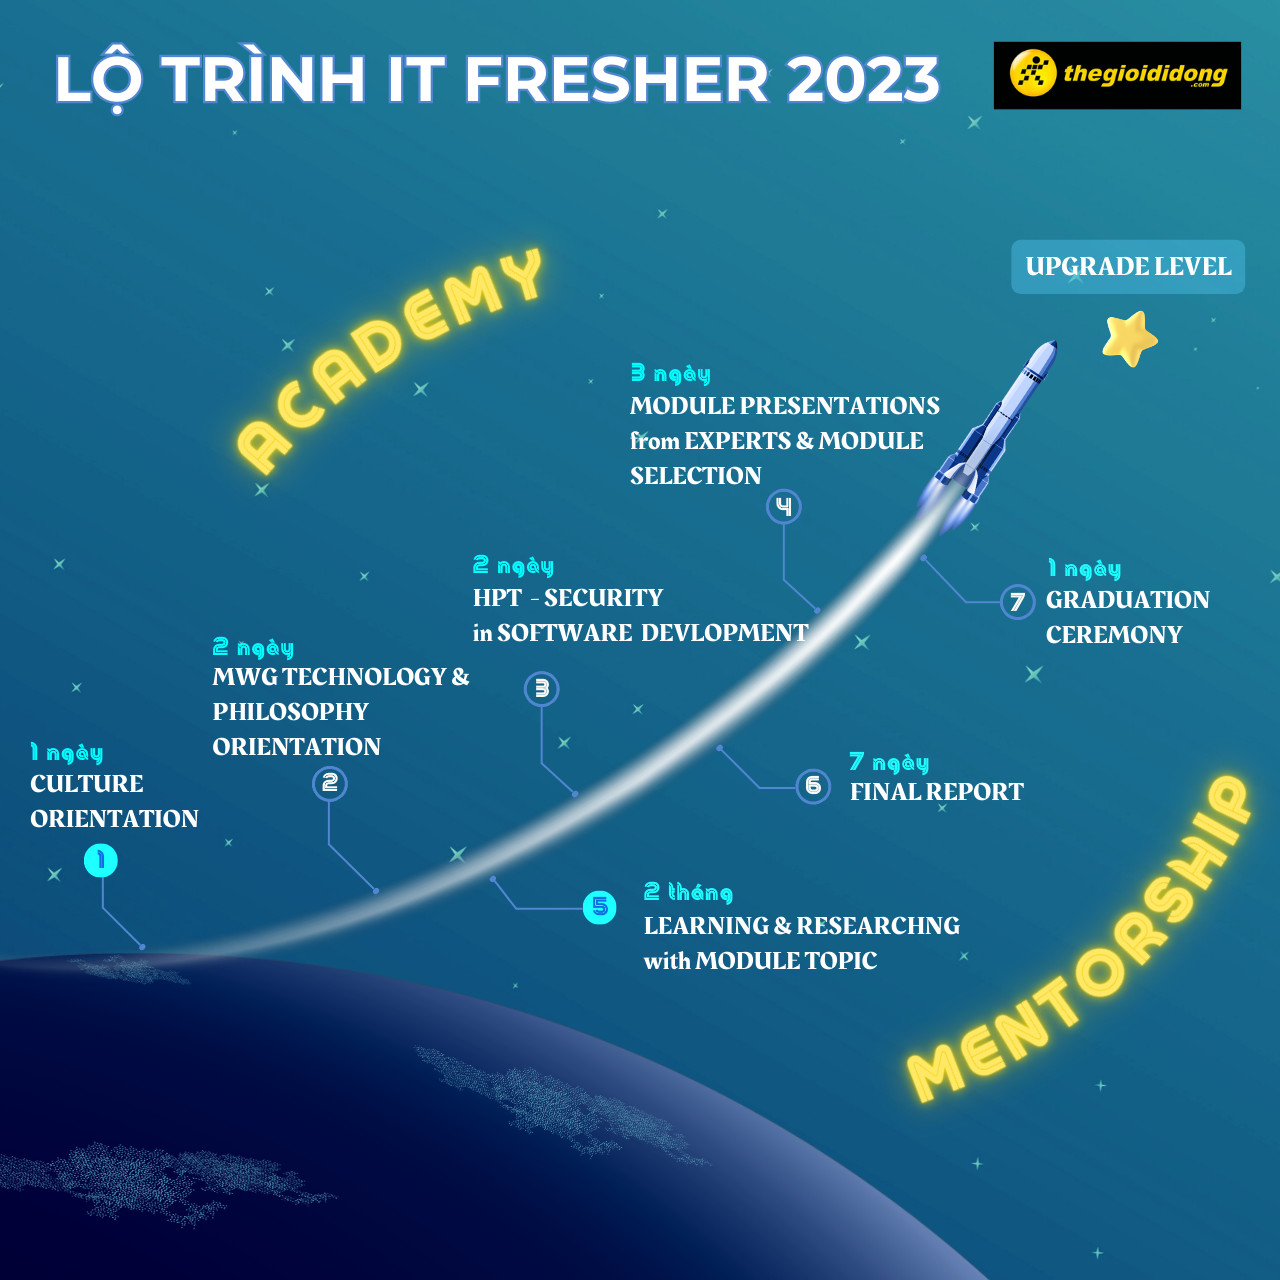 LỘ TRÌNH IT FRESHER 2023
thegioididong
.com
UPGRADE LEVEL
ACADEMY
3 ngày
MODULE PRESENTATIONS
from EXPERTS & MODULE
SELECTION
4
2 ngày
HPT - SECURITY
in SOFTWARE DEVLOPMENT
3
1 ngày
GRADUATION
CEREMONY
7
2 ngày
MWG TECHNOLOGY &
PHILOSOPHY
ORIENTATION
2
1 ngày
CULTURE
ORIENTATION
1
7 ngày
FINAL REPORT
6
2 tháng
LEARNING & RESEARCHNG
with MODULE TOPIC
5
MENTORSHIP